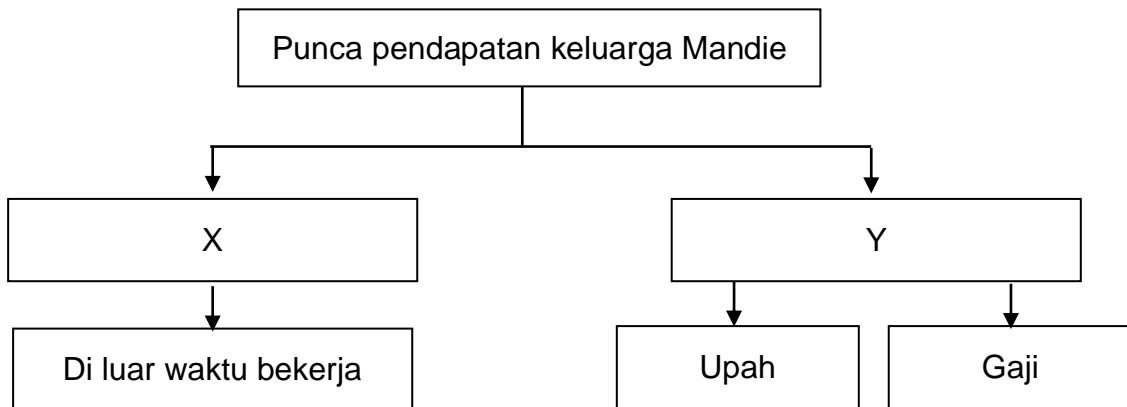 Punca pendapatan keluarga Mandie
X
Y
Di luar waktu bekerja
Upah
Gaji